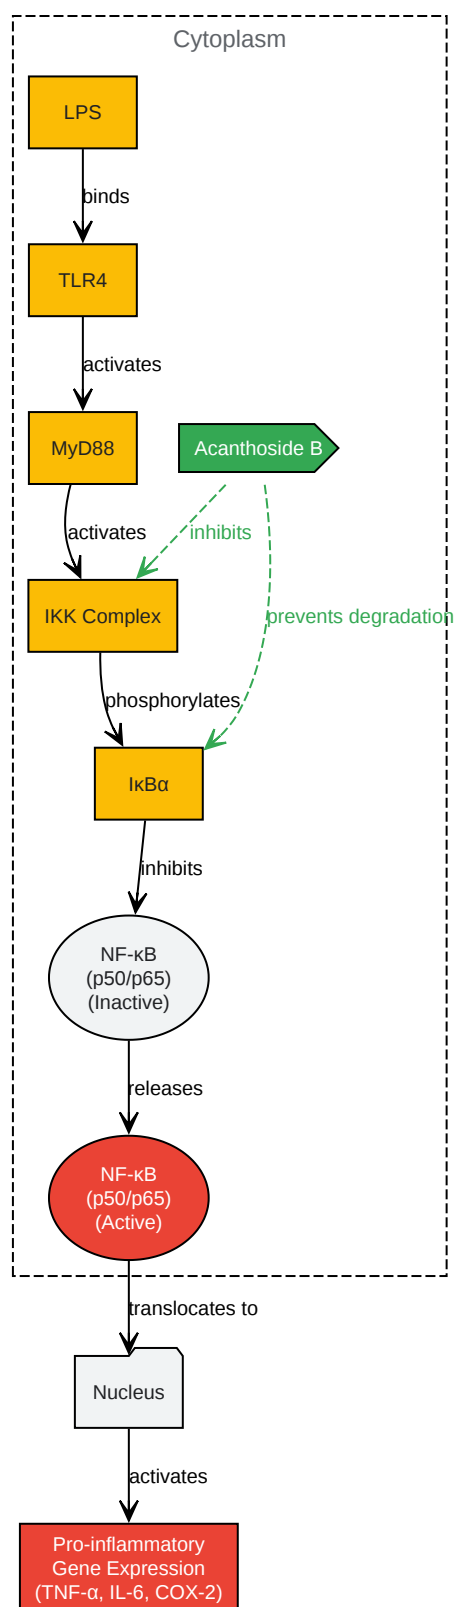 Cytoplasm
LPS
binds
TLR4
activates
MyD88
Acanthoside B
activates
inhibits
IKK Complex
prevents degradation
phosphorylates
IκBα
inhibits
NF-κB
(p50/p65)
(Inactive)
releases
NF-κB
(p50/p65)
(Active)
translocates to
Nucleus
activates
Pro-inflammatory
Gene Expression
(TNF-α, IL-6, COX-2)